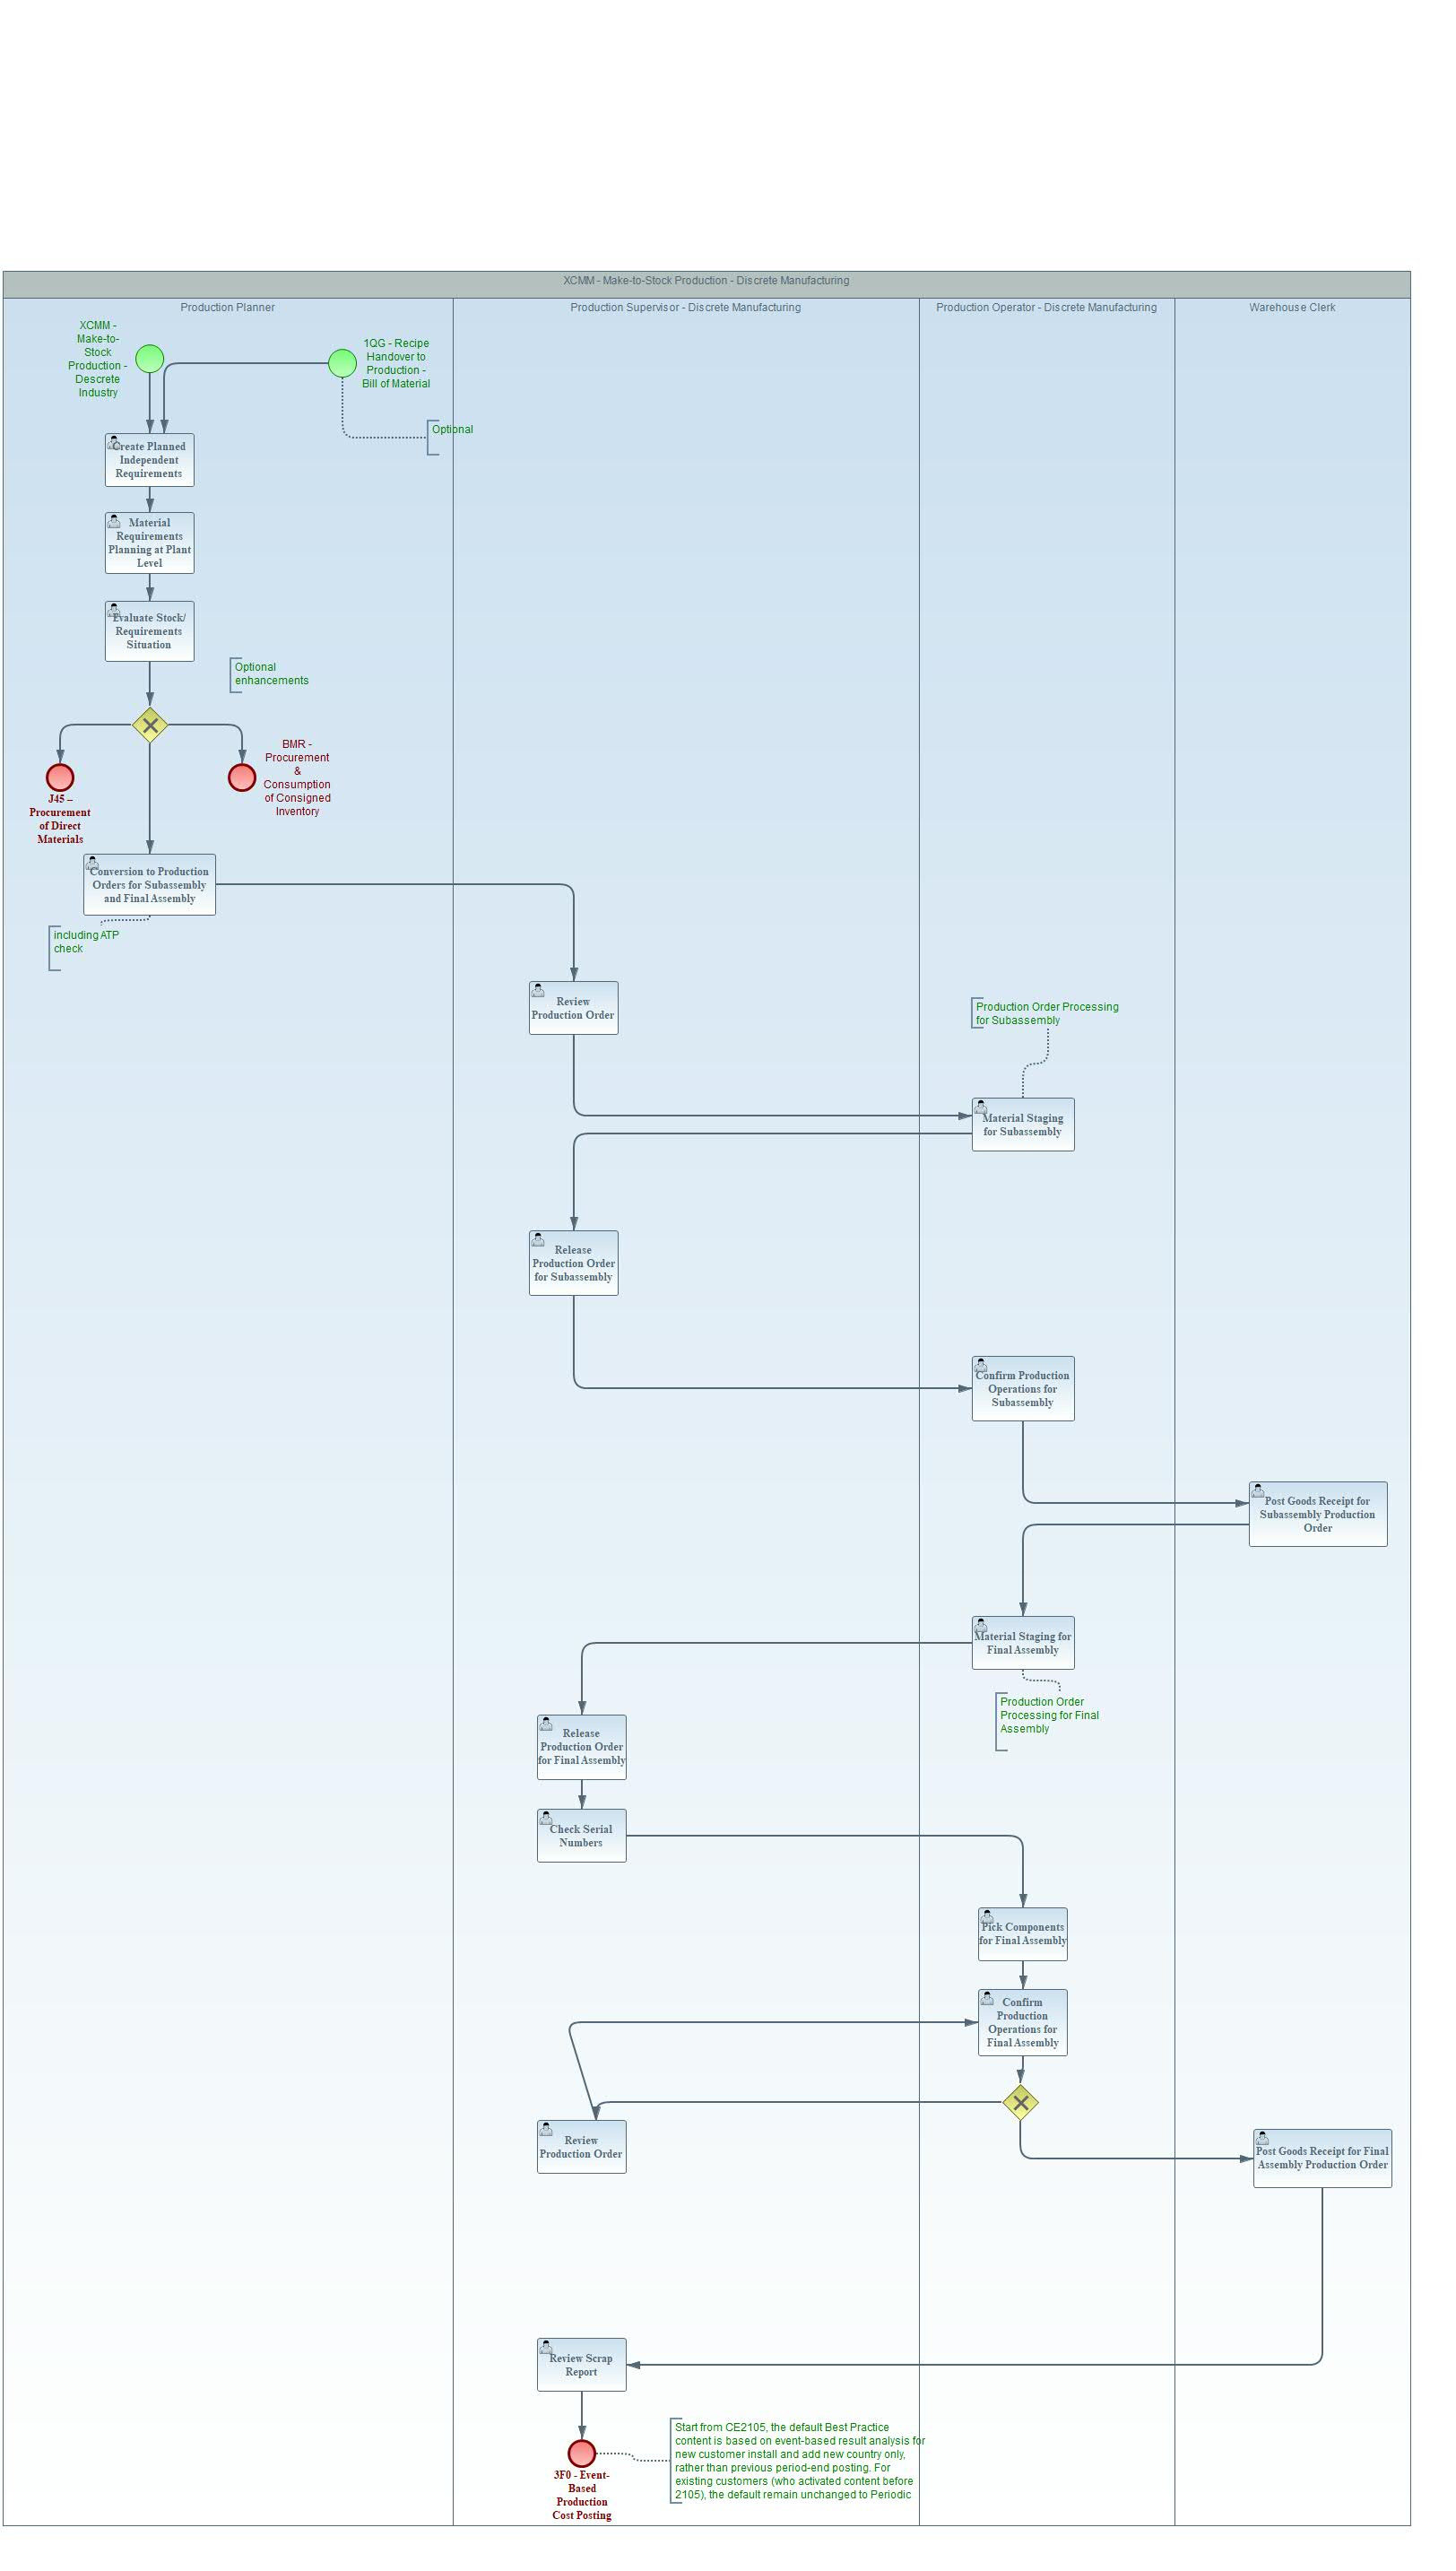 XCMM - Make-to-Stock Production - Discrete Manufacturing
Production Planner
Production Supervisor - Discrete Manufacturing
Production Operator - Discrete Manufacturing
Warehouse Clerk
XCMM -
Make-to-
Stock
Production -
Descrete
Industry
1QG - Recipe
Handover to
Production -
Bill of Material
Optional
Create Planned
Independent
Requirements
Material
Requirements
Planning at Plant
Level
Evaluate Stock/
Requirements
Situation
Optional
enhancements
BMR -
Procurement
&
Consumption
of Consigned
Inventory
J45 –
Procurement
of Direct
Materials
Conversion to Production
Orders for Subassembly
and Final Assembly
including ATP
check
Review
Production Order
Production Order Processing
for Subassembly
Material Staging
for Subassembly
Release
Production Order
for Subassembly
Confirm Production
Operations for
Subassembly
Post Goods Receipt for
Subassembly Production
Order
Material Staging for
Final Assembly
Production Order
Processing for Final
Assembly
Release
Production Order
for Final Assembly
Check Serial
Numbers
Pick Components
for Final Assembly
Confirm
Production
Operations for
Final Assembly
Review
Production Order
Post Goods Receipt for Final
Assembly Production Order
Review Scrap
Report
Start from CE2105, the default Best Practice
content is based on event-based result analysis for
new customer install and add new country only,
rather than previous period-end posting. For
existing customers (who activated content before
2105), the default remain unchanged to Periodic
3F0 - Event-
Based
Production
Cost Posting